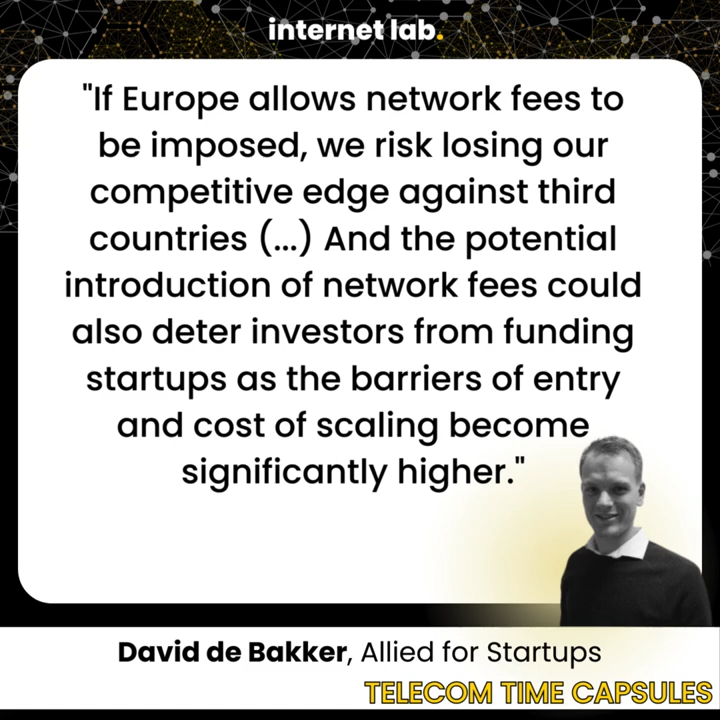 internet lab.
"If Europe allows network fees to
be imposed, we risk losing our
competitive edge against third
countries (...) And the potential
introduction of network fees could
also deter investors from funding
startups as the barriers of entry
and cost of scaling become
significantly higher."
David de Bakker, Allied for Startups
TELECOM TIME CAPSULES